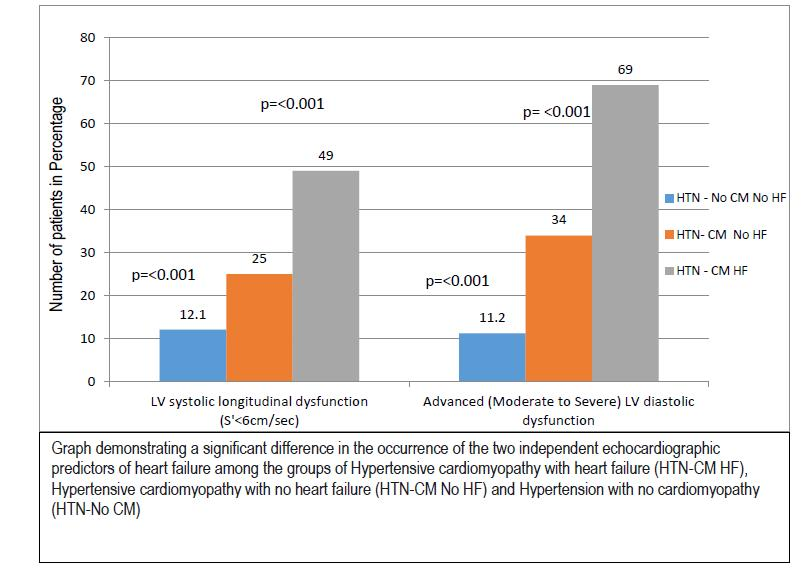 80
70
60
50
40
30
20
10
0
Number of patients in Percentage
p=<0.001
12.1
25
p=<0.001
49
p=<0.001
11.2
34
p= <0.001
69
LV systolic longitudinal dysfunction
(S'<6cm/sec)
Advanced (Moderate to Severe) LV diastolic
dysfunction
HTN - No CM No HF
HTN- CM  No HF
HTN - CM HF
Graph demonstrating a significant difference in the occurrence of the two independent echocardiographic
predictors of heart failure among the groups of Hypertensive cardiomyopathy with heart failure (HTN-CM HF),
Hypertensive cardiomyopathy with no heart failure (HTN-CM No HF) and Hypertension with no cardiomyopathy
(HTN-No CM)